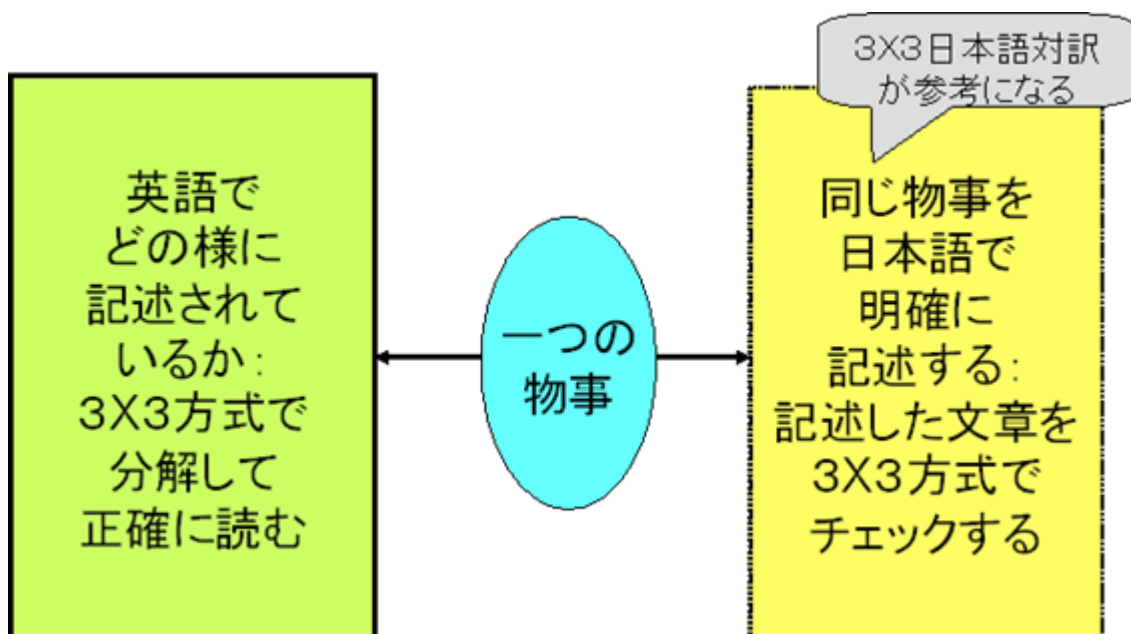 英語で
どの様に
記述されて
いるか：
3X3方式で
分解して
正確に読む
一つの
物事
3X3日本語対訳
が参考になる
同じ物事を
日本語で
明確に
記述する：
記述した文章を
3X3方式で
チェックする